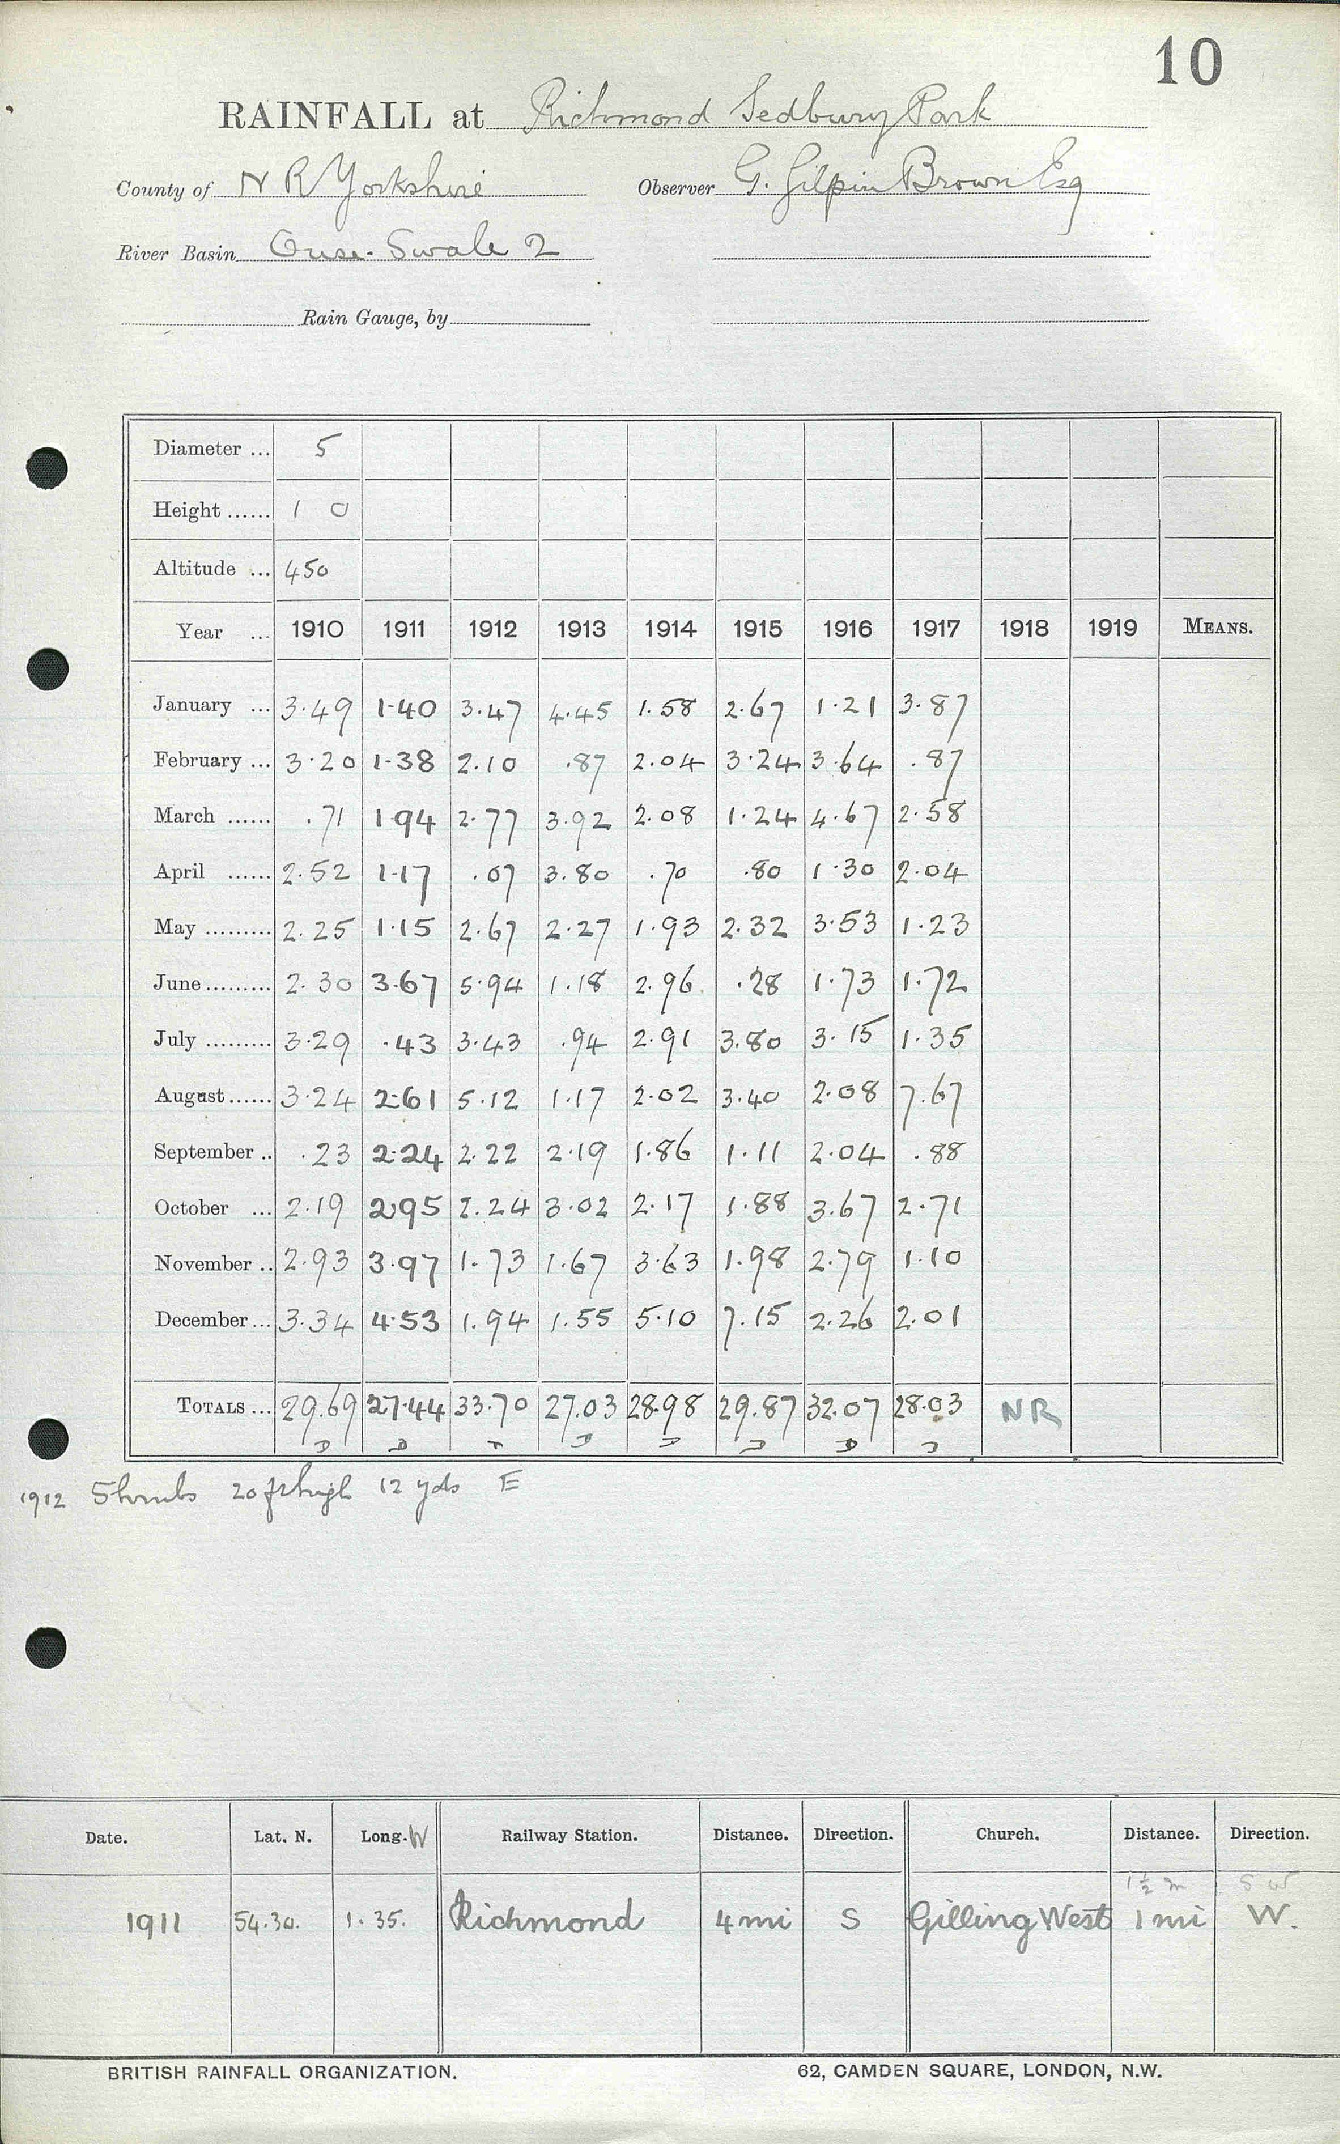 10
RAINFALL at Richmond Sedbury Park
County of N R Yorkshire Observer G. Gilpin Brown Esq
River Basin Ouse. Swale 2
Rain Gauge, by
Diameter ... 5
Height ...... 1 0
Altitude ... 450
Year ... 1910 1911 1912 1913 1914 1915 1916 1917 1918 1919 MEANS.
January ... 3.49 1.40 3.47 4.45 1.58 2.67 1.21 3.87
February ... 3.20 1.38 2.10 .87 2.04 3.24 3.64 .87
March ...... .71 1.94 2.77 3.92 2.08 1.24 4.67 2.58
April ...... 2.52 1.17 .07 3.80 .70 .80 1.30 2.04
May ......... 2.25 1.15 2.67 2.27 1.93 2.32 3.53 1.23
June ......... 2.30 3.67 5.94 1.18 2.96 .28 1.73 1.72
July ......... 3.29 .43 3.43 .94 2.91 3.80 3.15 1.35
August ...... 3.24 2.61 5.12 1.17 2.02 3.40 2.08 7.67
September .. .23 2.24 2.22 2.19 1.86 1.11 2.04 .88
October ... 2.19 2.95 2.24 3.02 2.17 1.88 3.67 2.71
November .. 2.93 3.97 1.73 1.67 3.63 1.98 2.79 1.10
December ... 3.34 4.53 1.94 1.55 5.10 7.15 2.26 2.01
TOTALS ... 29.69 27.44 33.70 27.03 28.98 29.87 32.07 28.03 NR
1912 Shrubs 20 ft high 12 yds E
Date. Lat. N. Long. W Railway Station. Distance. Direction. Church. Distance. Direction.
1½ m S W
1911 54.30. 1.35. Richmond 4 mi S Gilling West 1 mi W.
BRITISH RAINFALL ORGANIZATION. 62, CAMDEN SQUARE, LONDON, N.W.